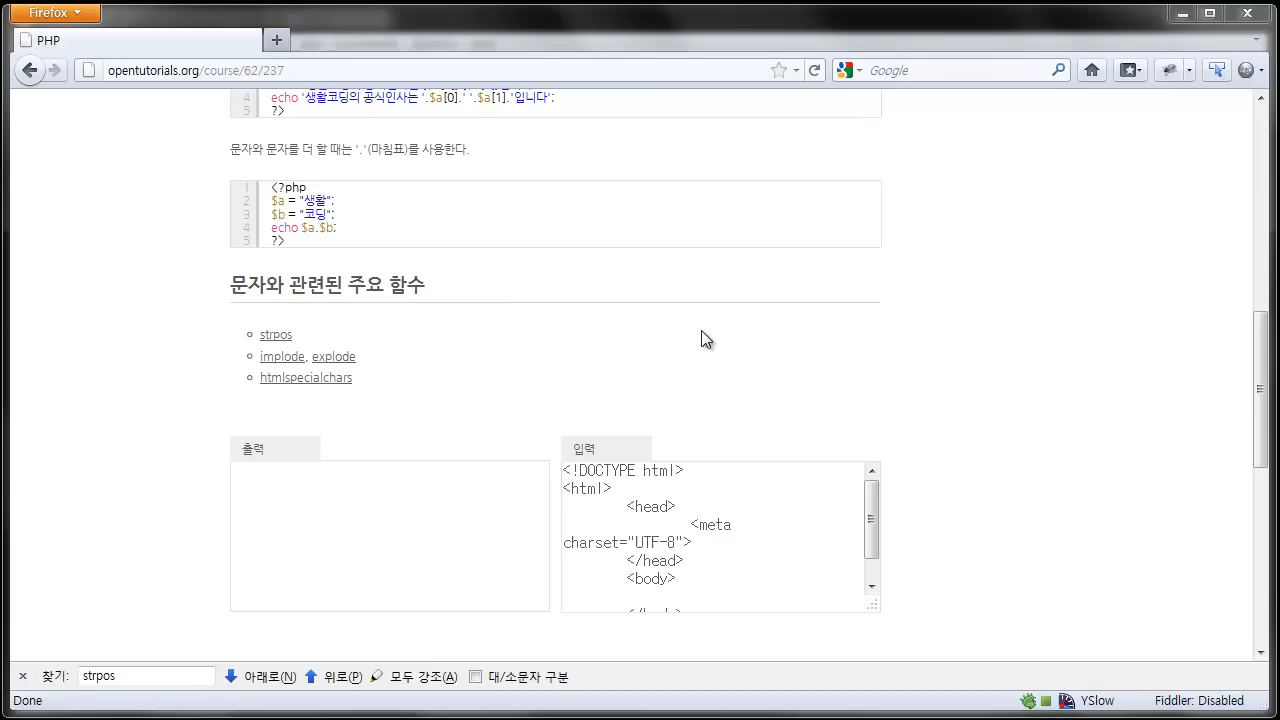 Firefox
PHP
opentutorials.org/course/62/237
Google
4 echo '생활코딩의 공식인사는 '.$a[0].' '.$a[1].'입니다';
5 ?>
문자와 문자를 더 할 때는 '.'(마침표)를 사용한다.
1 <?php
2 $a = "생활";
3 $b = "코딩";
4 echo $a.$b;
5 ?>
문자와 관련된 주요 함수
strpos
implode, explode
htmlspecialchars
출력
입력
<!DOCTYPE html>
<html>
<head>
<meta
charset="UTF-8">
</head>
<body>
찾기: strpos 아래로(N) 위로(P) 모두 강조(A) 대/소문자 구분
Done
YSlow
Fiddler: Disabled